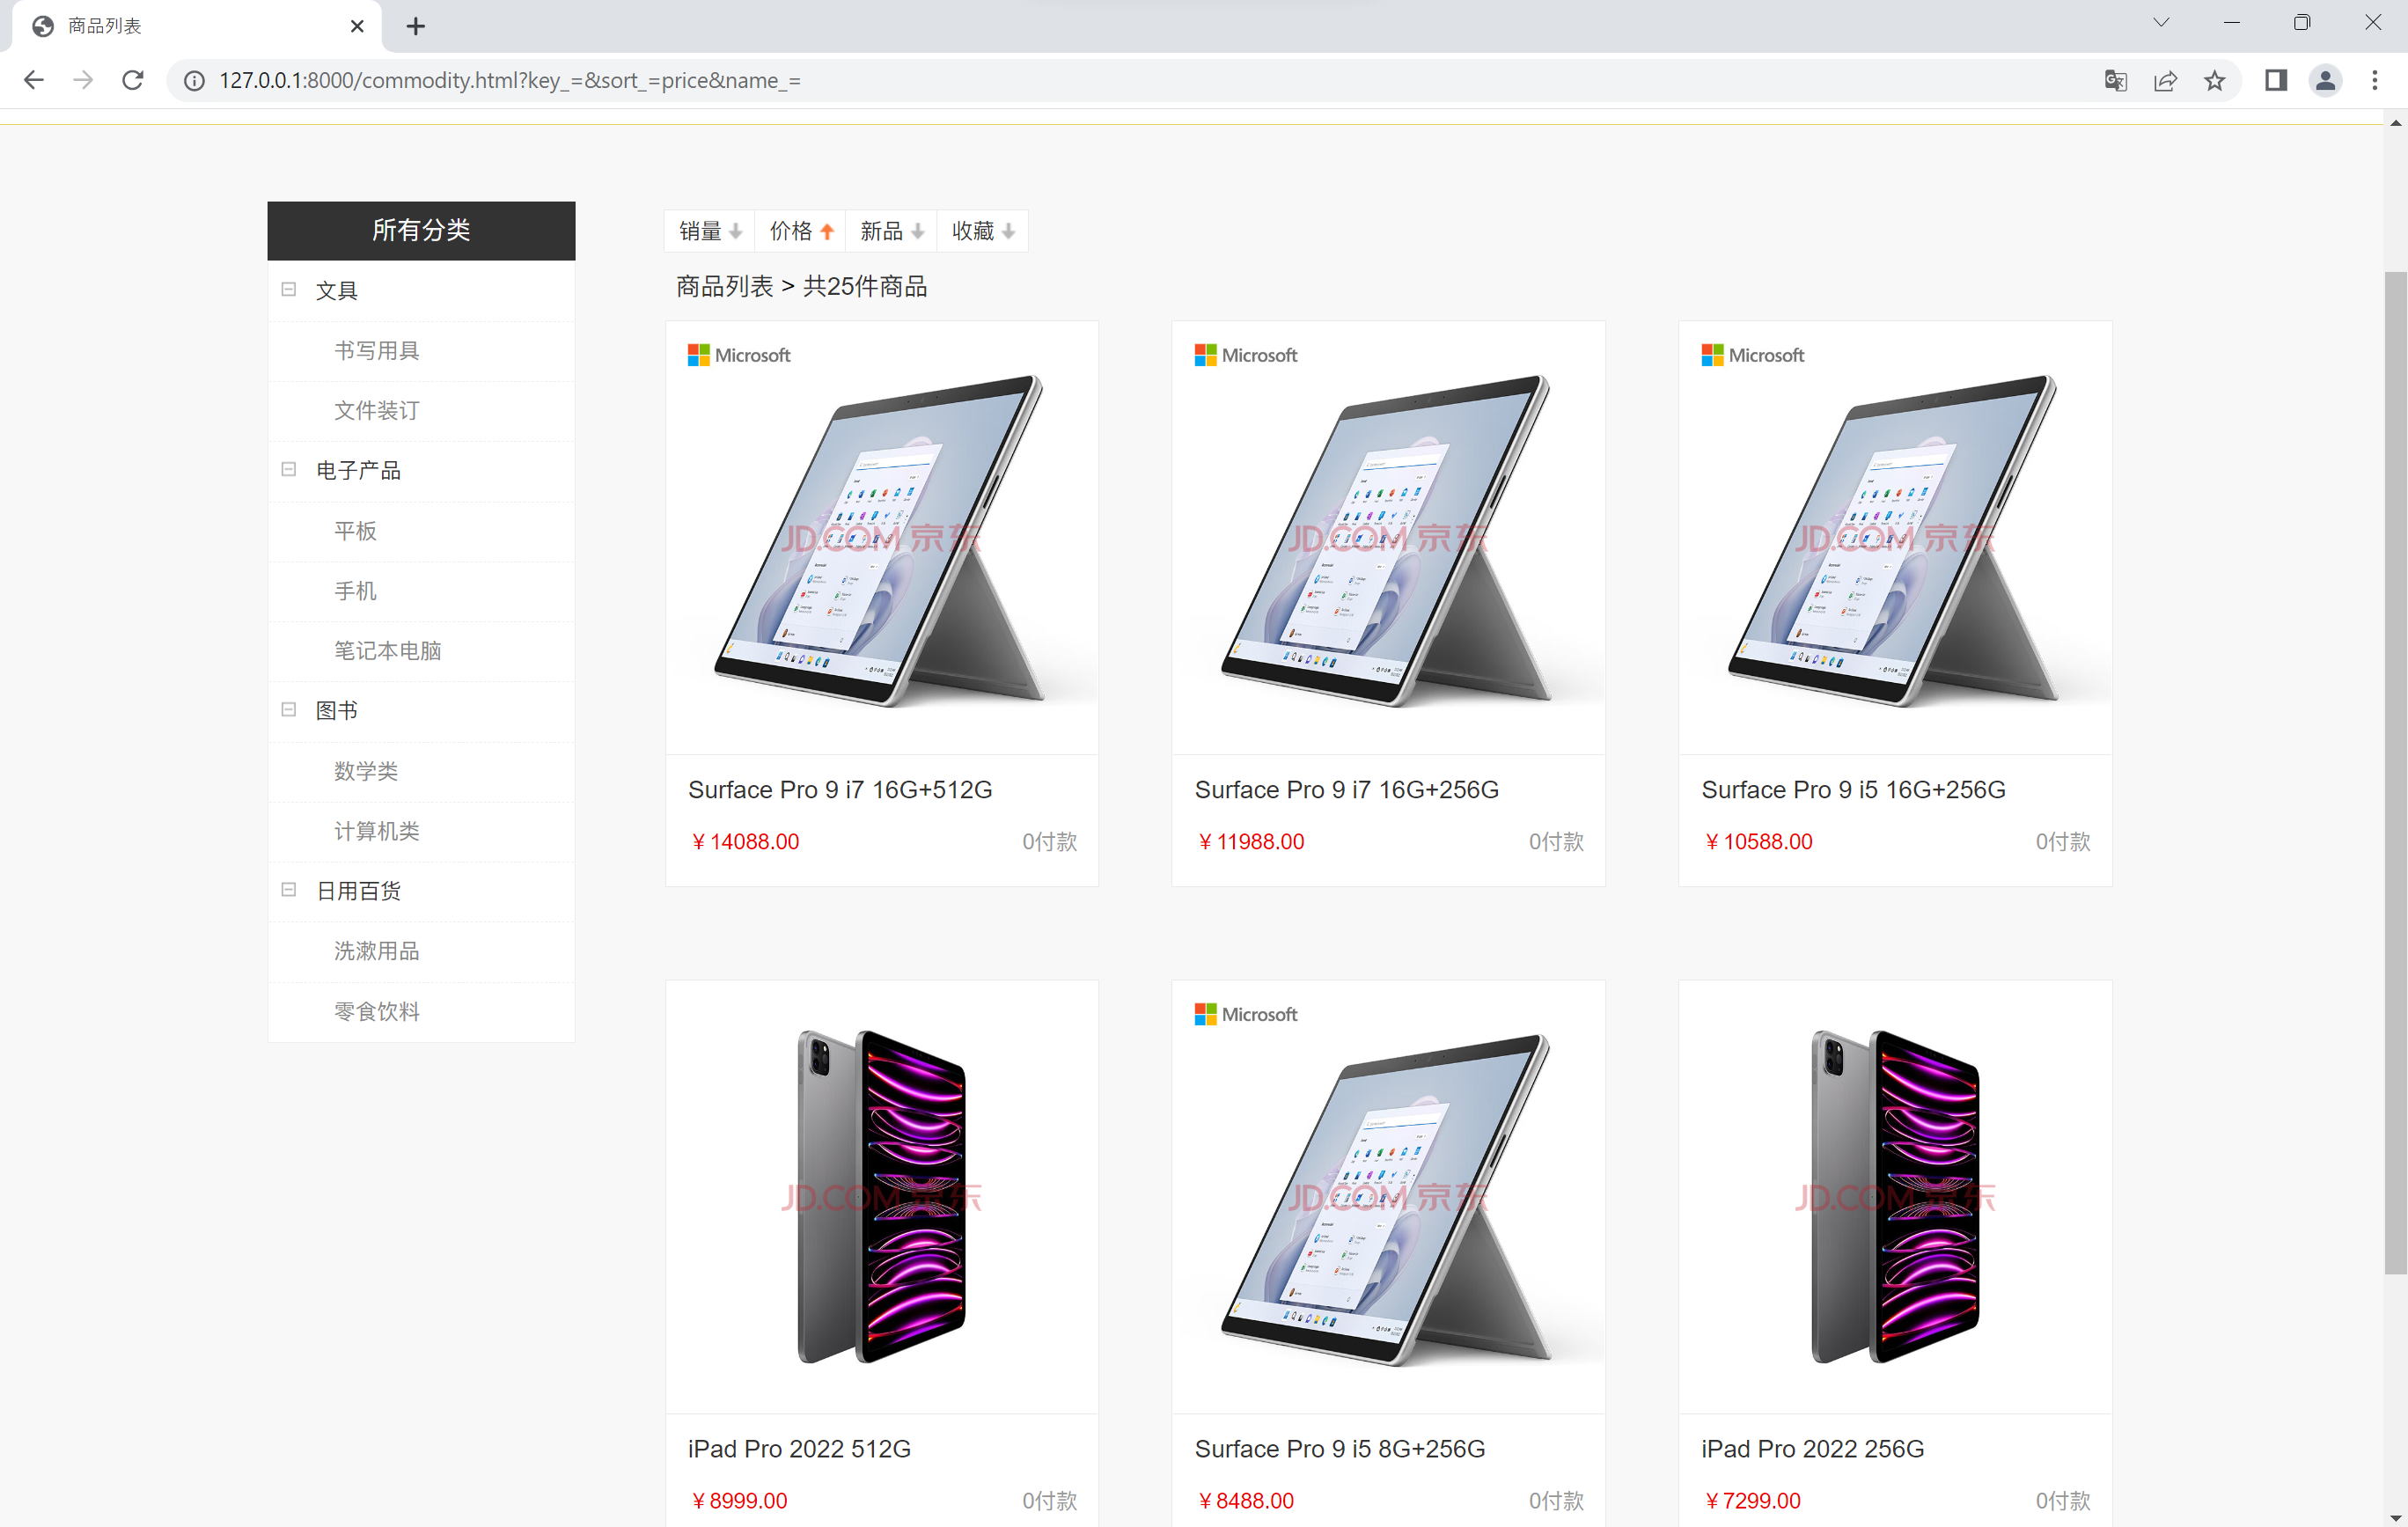 商品列表
127.0.0.1:8000/commodity.html?key_=&sort_=price&name_=
所有分类
文具
书写用具
文件装订
电子产品
平板
手机
笔记本电脑
图书
数学类
计算机类
日用百货
洗漱用品
零食饮料
销量 价格 新品 收藏
商品列表 > 共25件商品
Microsoft
JD.COM 京东
Surface Pro 9 i7 16G+512G
￥14088.00 0付款
Microsoft
JD.COM 京东
Surface Pro 9 i7 16G+256G
￥11988.00 0付款
Microsoft
JD.COM 京东
Surface Pro 9 i5 16G+256G
￥10588.00 0付款
JD.COM 京东
iPad Pro 2022 512G
￥8999.00 0付款
Microsoft
JD.COM 京东
Surface Pro 9 i5 8G+256G
￥8488.00 0付款
JD.COM 京东
iPad Pro 2022 256G
￥7299.00 0付款